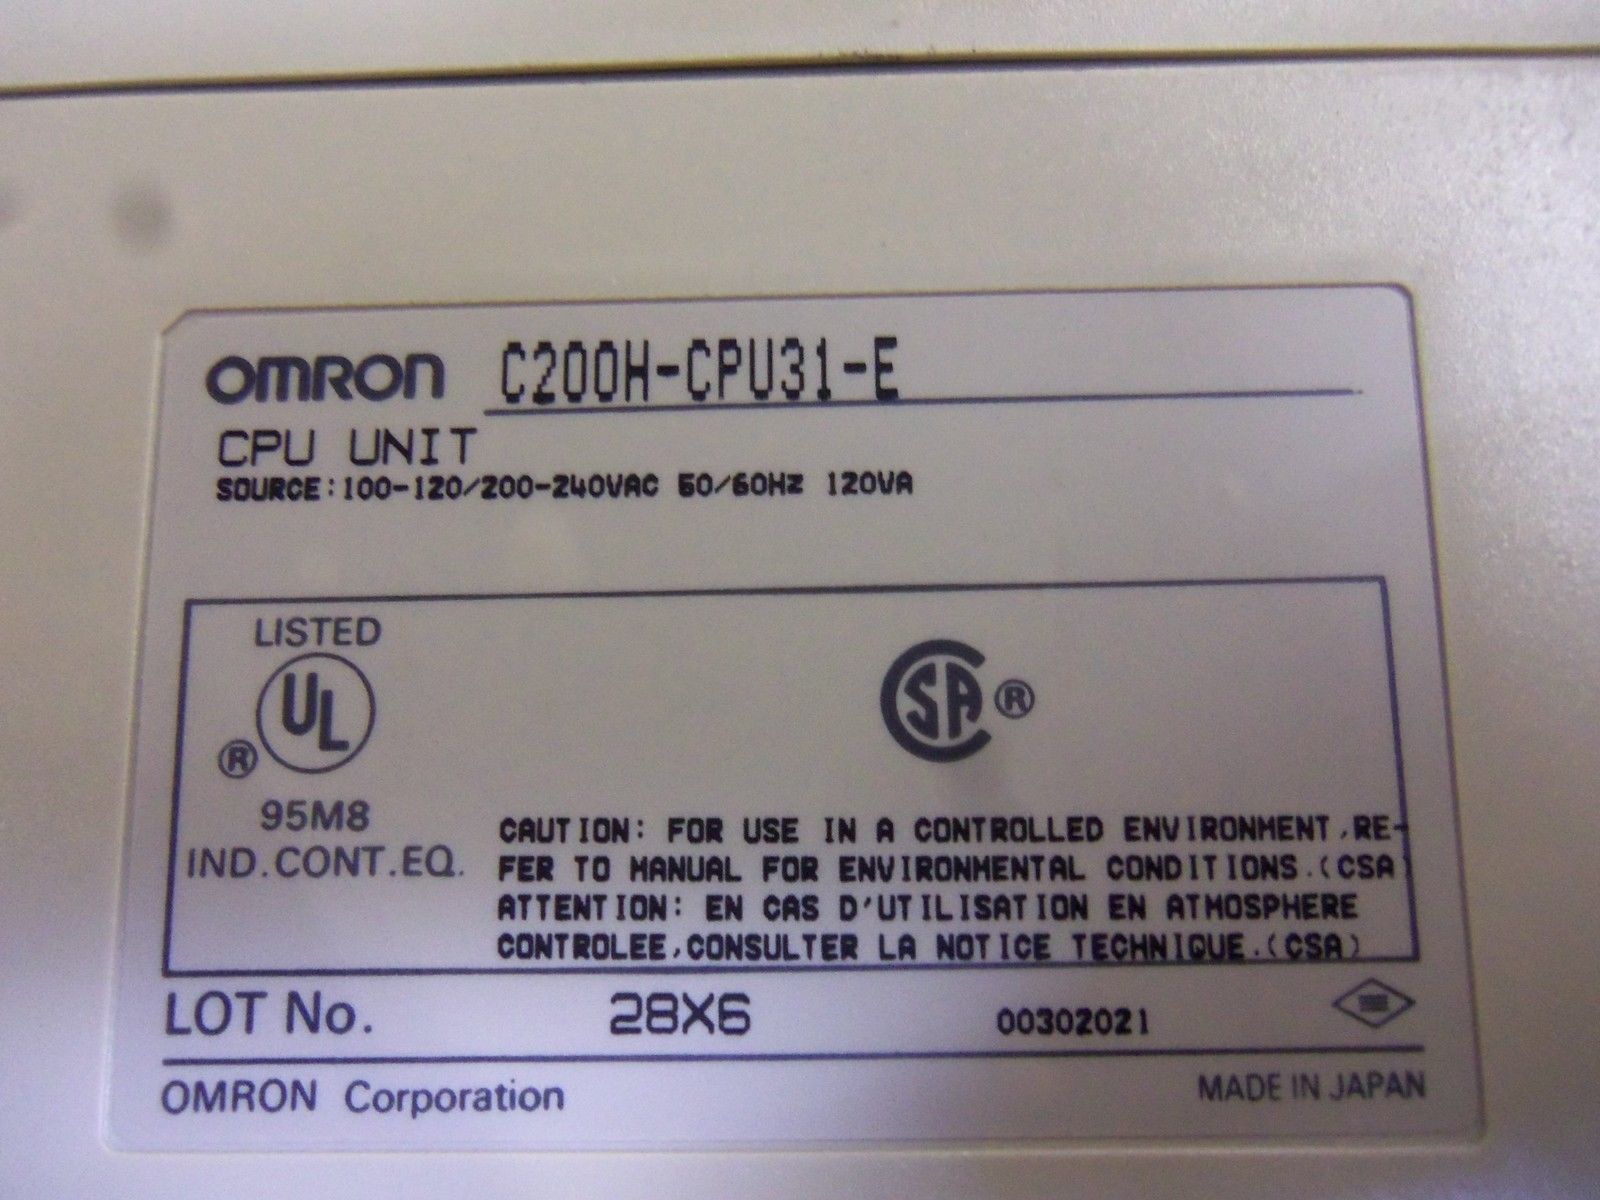 OMRON C200H-CPU31-E
CPU UNIT
SOURCE:100-120/200-240VAC 50/60HZ 120VA
LISTED
UL
®
95M8
IND.CONT.EQ.
CSA ®
CAUTION: FOR USE IN A CONTROLLED ENVIRONMENT,RE-
FER TO MANUAL FOR ENVIRONMENTAL CONDITIONS.(CSA)
ATTENTION: EN CAS D'UTILISATION EN ATMOSPHERE
CONTROLEE,CONSULTER LA NOTICE TECHNIQUE.(CSA)
LOT No. 28X6 00302021
OMRON Corporation MADE IN JAPAN